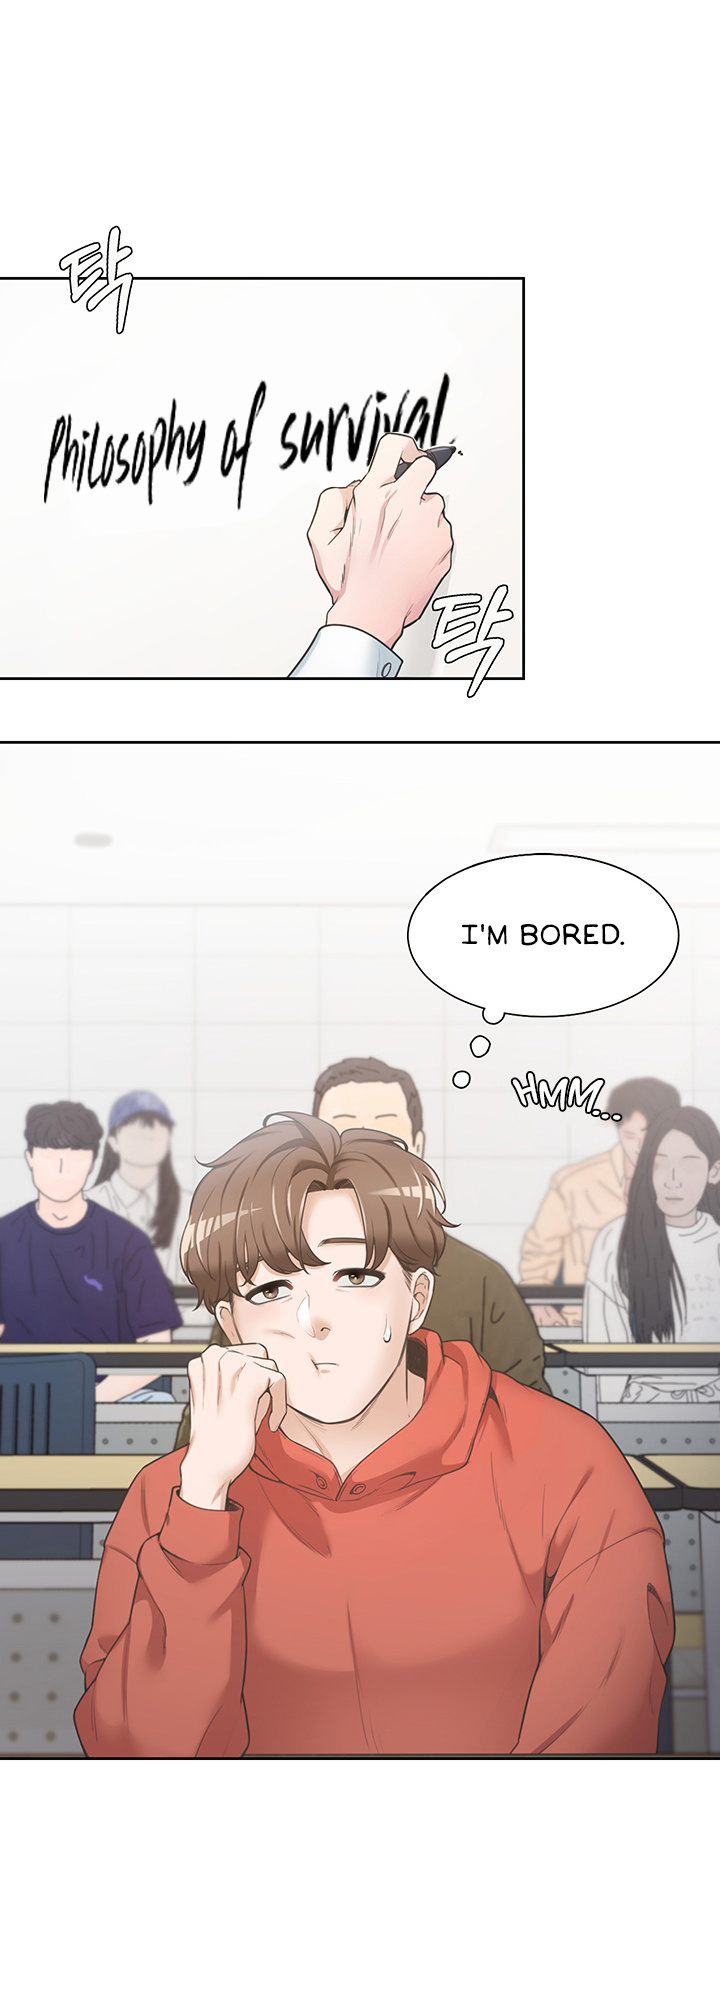 탁
Philosophy of survival
탁
I'M BORED.
HMM...